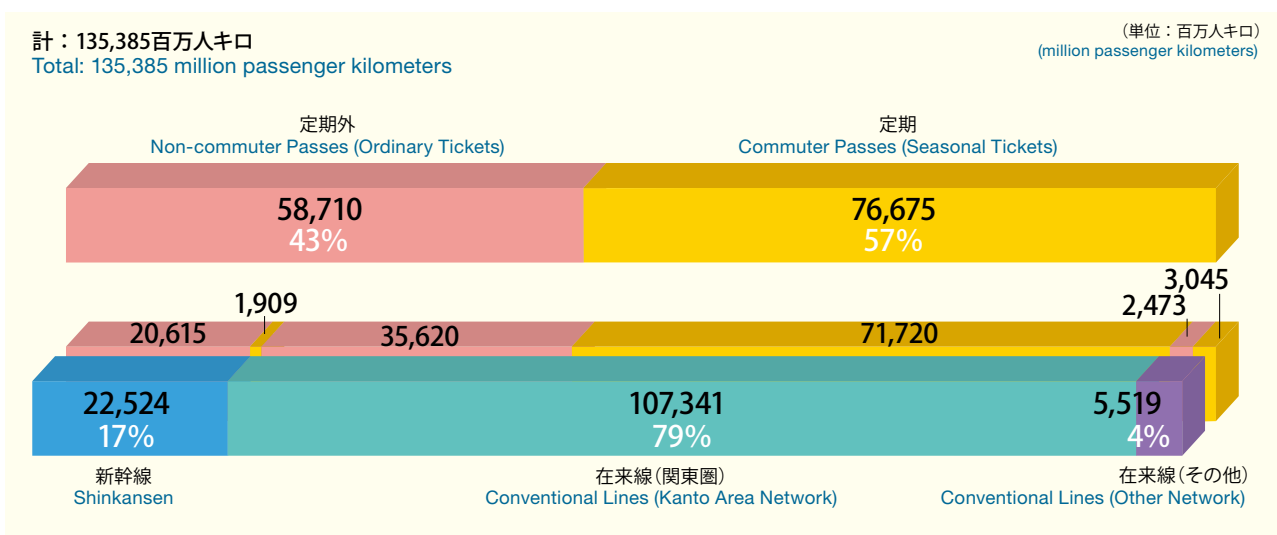 計：135,385百万人キロ
Total: 135,385 million passenger kilometers
（単位：百万人キロ）
(million passenger kilometers)
定期外
Non-commuter Passes (Ordinary Tickets)
定期
Commuter Passes (Seasonal Tickets)
58,710
43%
76,675
57%
20,615
1,909
35,620
71,720
2,473
3,045
22,524
17%
107,341
79%
5,519
4%
新幹線
Shinkansen
在来線（関東圏）
Conventional Lines (Kanto Area Network)
在来線（その他）
Conventional Lines (Other Network)